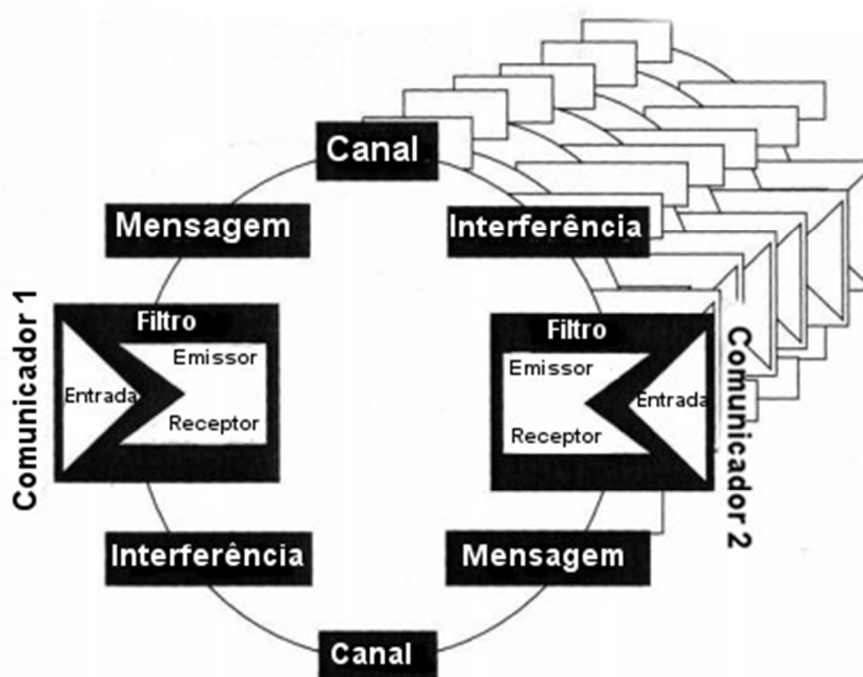 Canal
Mensagem
Interferência
Comunicador 1
Filtro
Emissor
Entrada
Receptor
Filtro
Emissor
Entrada
Receptor
Comunicador 2
Interferência
Mensagem
Canal